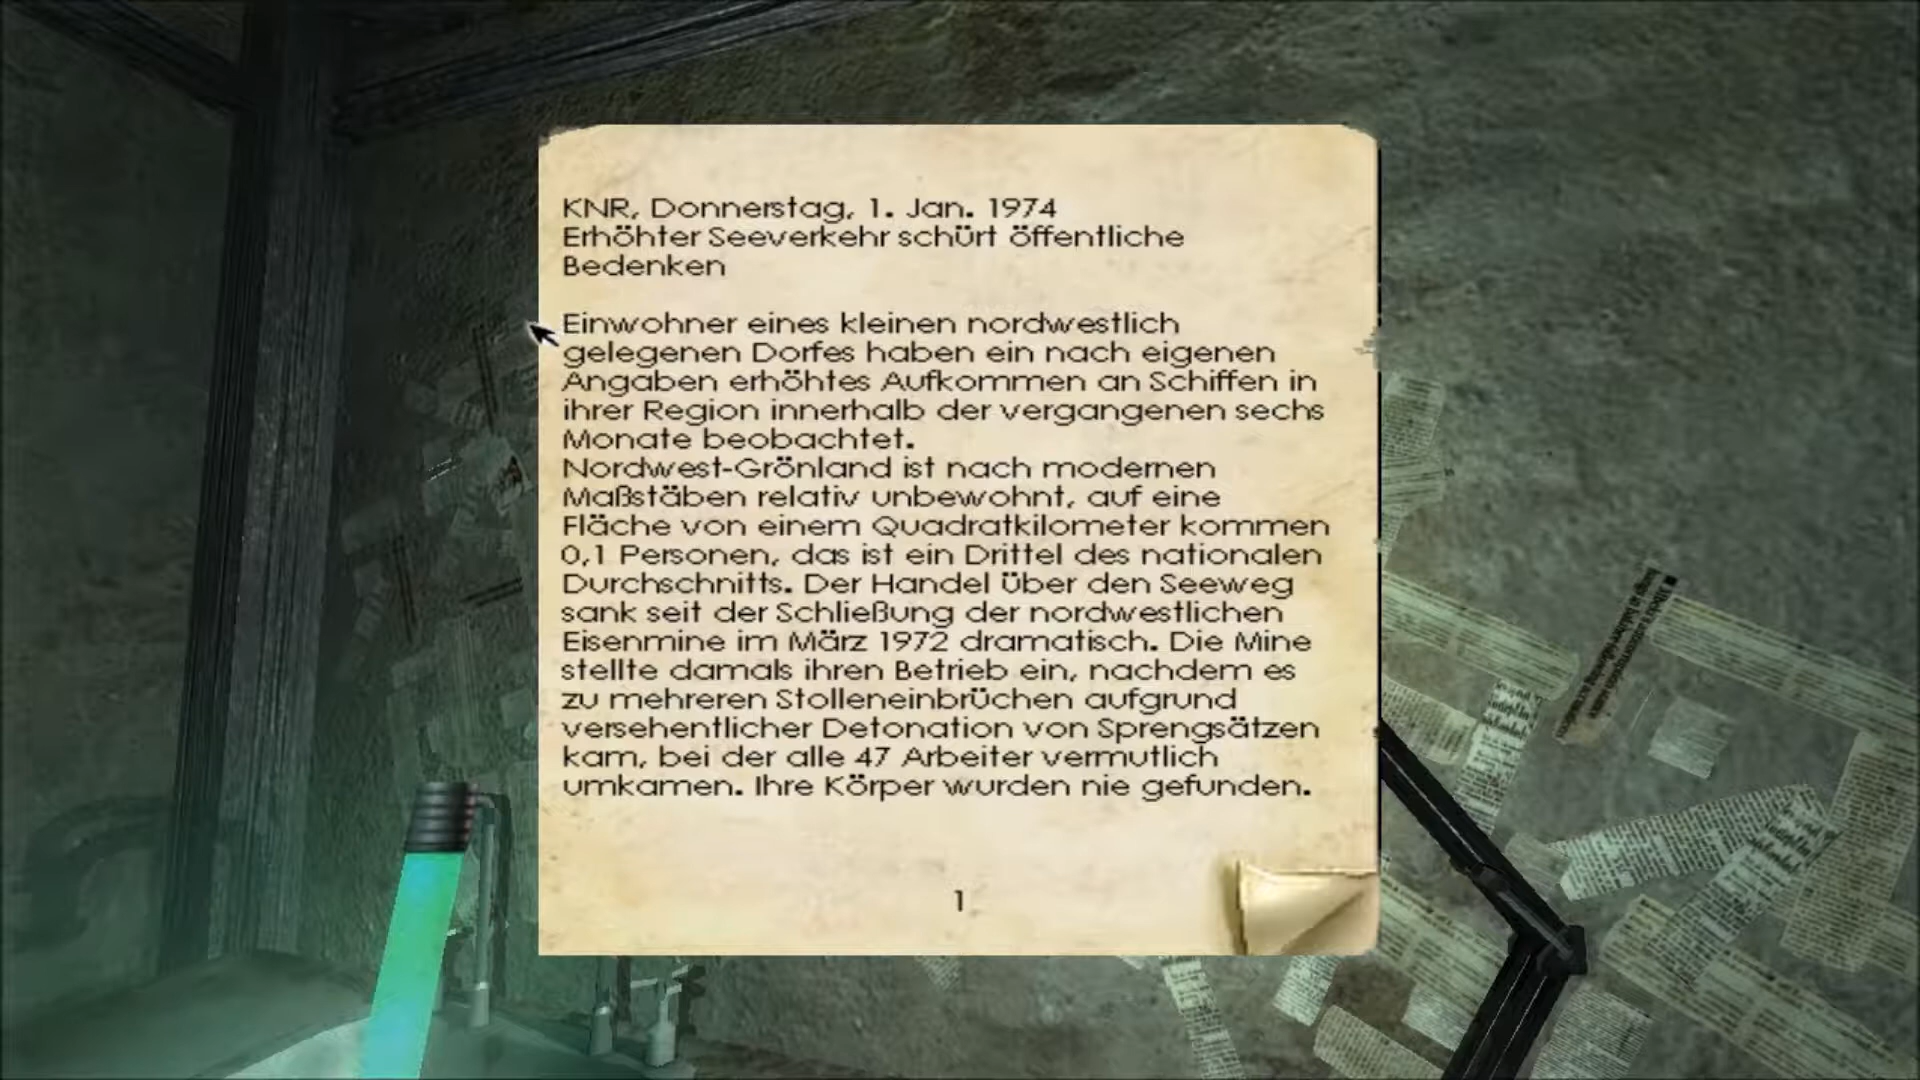 KNR, Donnerstag, 1. Jan. 1974
Erhöhter Seeverkehr schürt öffentliche
Bedenken
Einwohner eines kleinen nordwestlich
gelegenen Dorfes haben ein nach eigenen
Angaben erhöhtes Aufkommen an Schiffen in
ihrer Region innerhalb der vergangenen sechs
Monate beobachtet.
Nordwest-Grönland ist nach modernen
Maßstäben relativ unbewohnt, auf eine
Fläche von einem Quadratkilometer kommen
0,1 Personen, das ist ein Drittel des nationalen
Durchschnitts. Der Handel über den Seeweg
sank seit der Schließung der nordwestlichen
Eisenmine im März 1972 dramatisch. Die Mine
stellte damals ihren Betrieb ein, nachdem es
zu mehreren Stolleneinbrüchen aufgrund
versehentlicher Detonation von Sprengsätzen
kam, bei der alle 47 Arbeiter vermutlich
umkamen. Ihre Körper wurden nie gefunden.
1